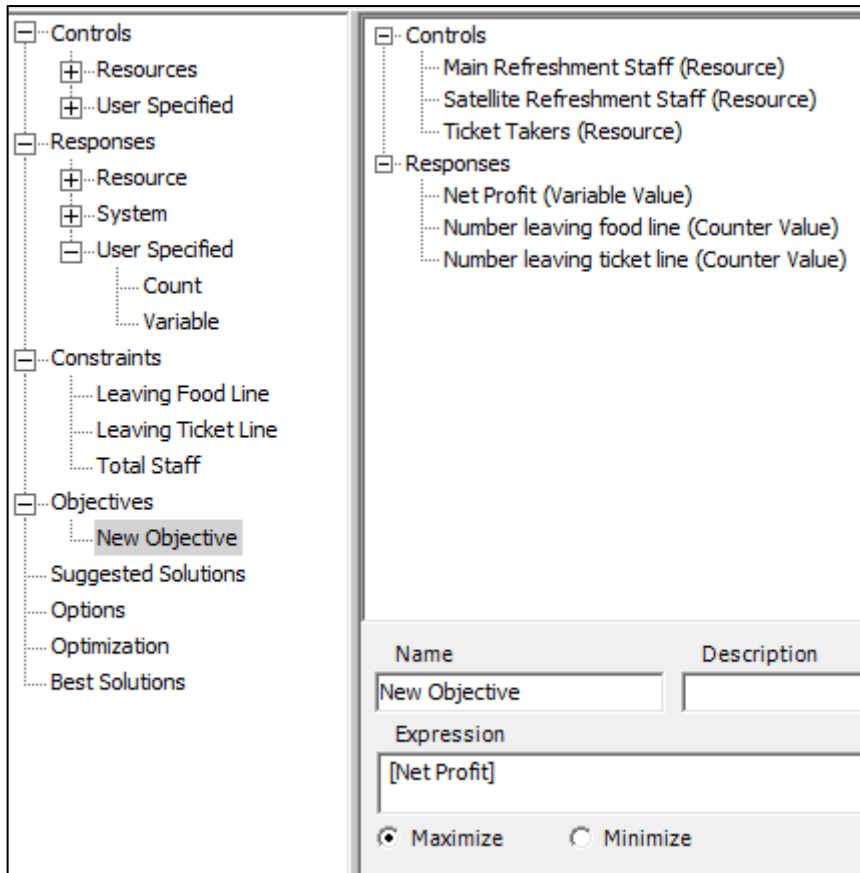 Controls
Resources
User Specified
Responses
Resource
System
User Specified
Count
Variable
Constraints
Leaving Food Line
Leaving Ticket Line
Total Staff
Objectives
New Objective
Suggested Solutions
Options
Optimization
Best Solutions
Controls
Main Refreshment Staff (Resource)
Satellite Refreshment Staff (Resource)
Ticket Takers (Resource)
Responses
Net Profit (Variable Value)
Number leaving food line (Counter Value)
Number leaving ticket line (Counter Value)
Name Description
New Objective
Expression
[Net Profit]
Maximize Minimize